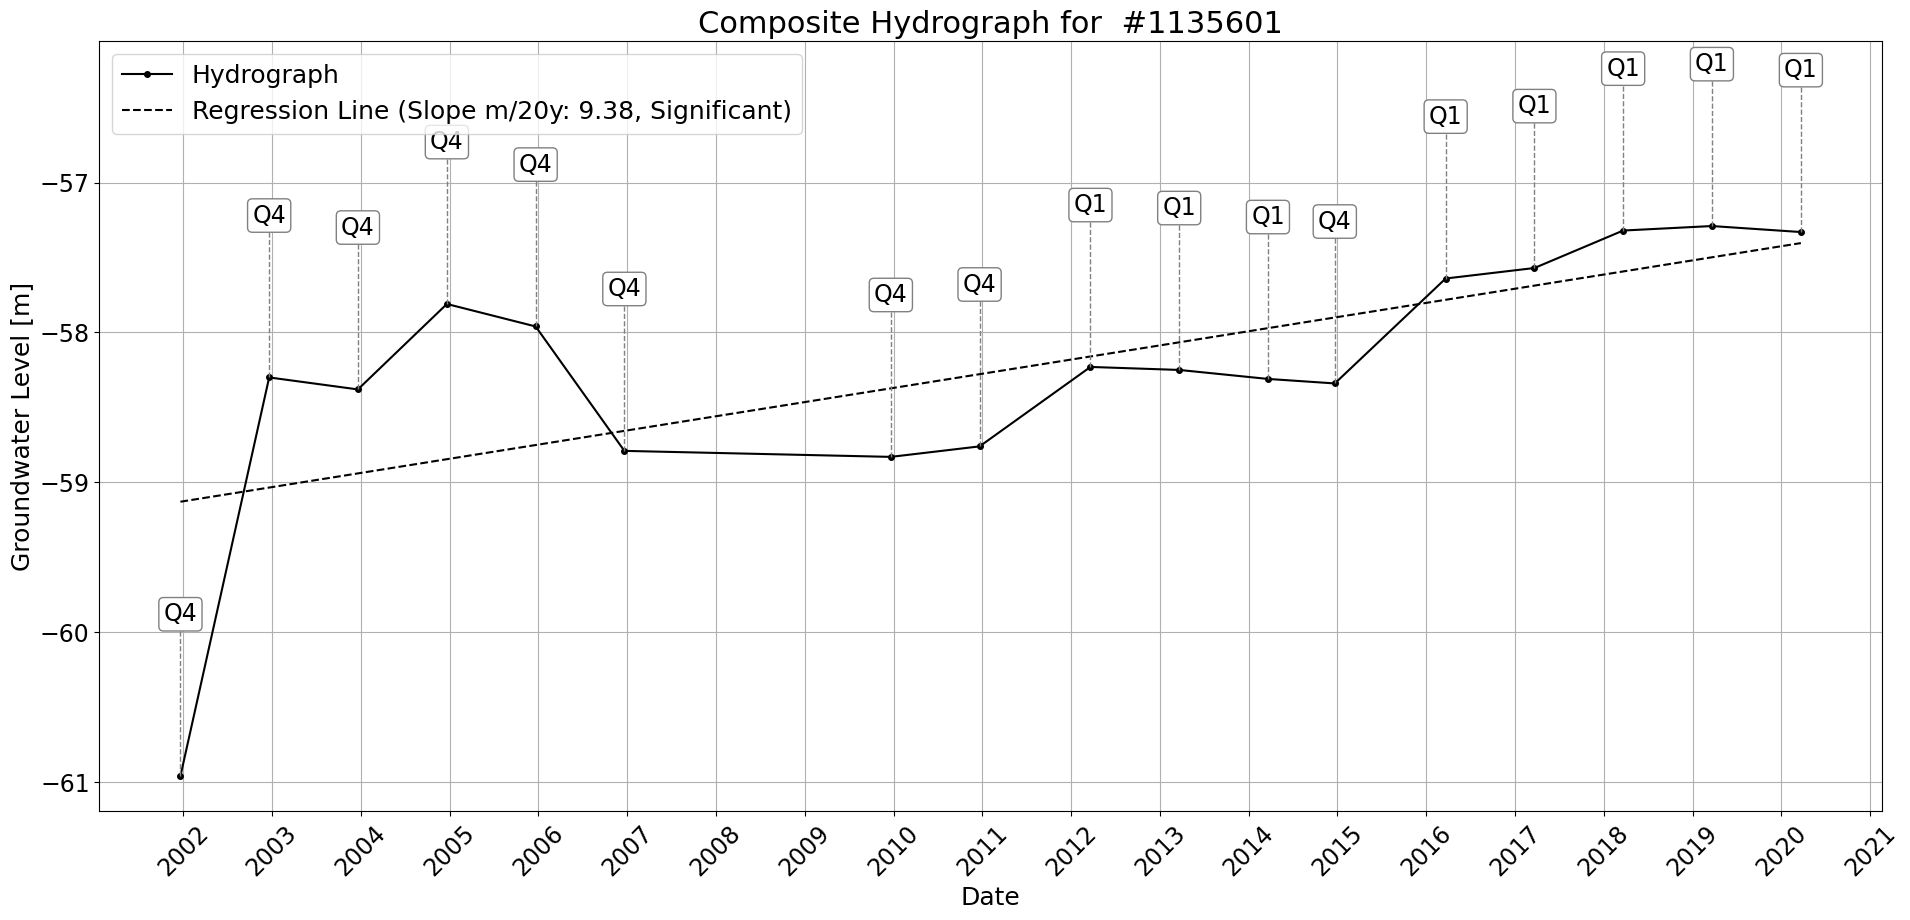 Composite Hydrograph for #1135601
Hydrograph
Regression Line (Slope m/20y: 9.38, Significant)
Q4
Q4
Q4
Q4
Q4
Q4
Q4
Q4
Q1
Q1
Q1
Q4
Q1
Q1
Q1
Q1
Q1
Groundwater Level [m]
−57
−58
−59
−60
−61
2002
2003
2004
2005
2006
2007
2008
2009
2010
2011
2012
2013
2014
2015
2016
2017
2018
2019
2020
2021
Date